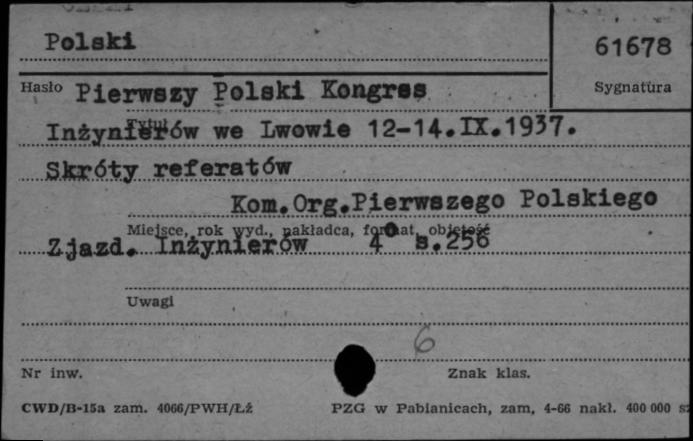 Polski
61678
Hasło
Sygnatura
Pierwszy Polski Kongres
Tytuł
Inżynierów we Lwowie 12-14.IX.1937.
Skróty referatów
Kom.Org.Pierwszego Polskiego
Miejsce, rok wyd., nakładca, format, objętość
Zjazd. Inżynierów 4° s.256
Uwagi
6
Nr inw.
Znak klas.
CWD/B-15a zam. 4066/PWH/Łź
PZG w Pabianicach, zam. 4-66 nakł. 400 000